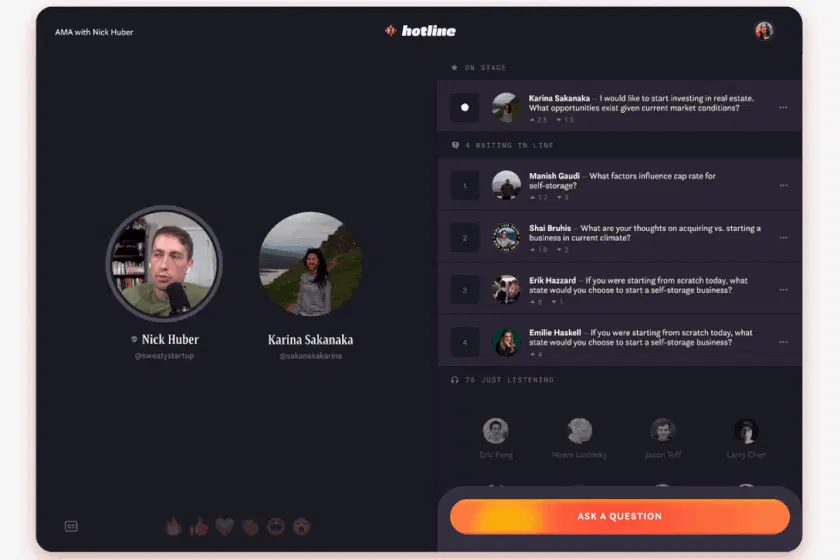 AMA with Nick Huber
hotline
ON STAGE
Karina Sakanaka – I would like to start investing in real estate.
What opportunities exist given current market conditions?
25 13
4 WAITING IN LINE
1
Manish Gaudi – What factors influence cap rate for
self-storage?
3
2
Shai Bruhis – What are your thoughts on acquiring vs. starting a
business in current climate?
18 2
3
Erik Hazzard – If you were starting from scratch today, what
state would you choose to start a self-storage business?
1
4
Emilie Haskell – If you were starting from scratch today, what
state would you choose to start a self-storage business?
4
Nick Huber
@sweatystartup
Karina Sakanaka
@sakanakakarina
76 JUST LISTENING
Eric Feng
Noam Lovinsky
Jason Toff
Larry Chen
CC
ASK A QUESTION